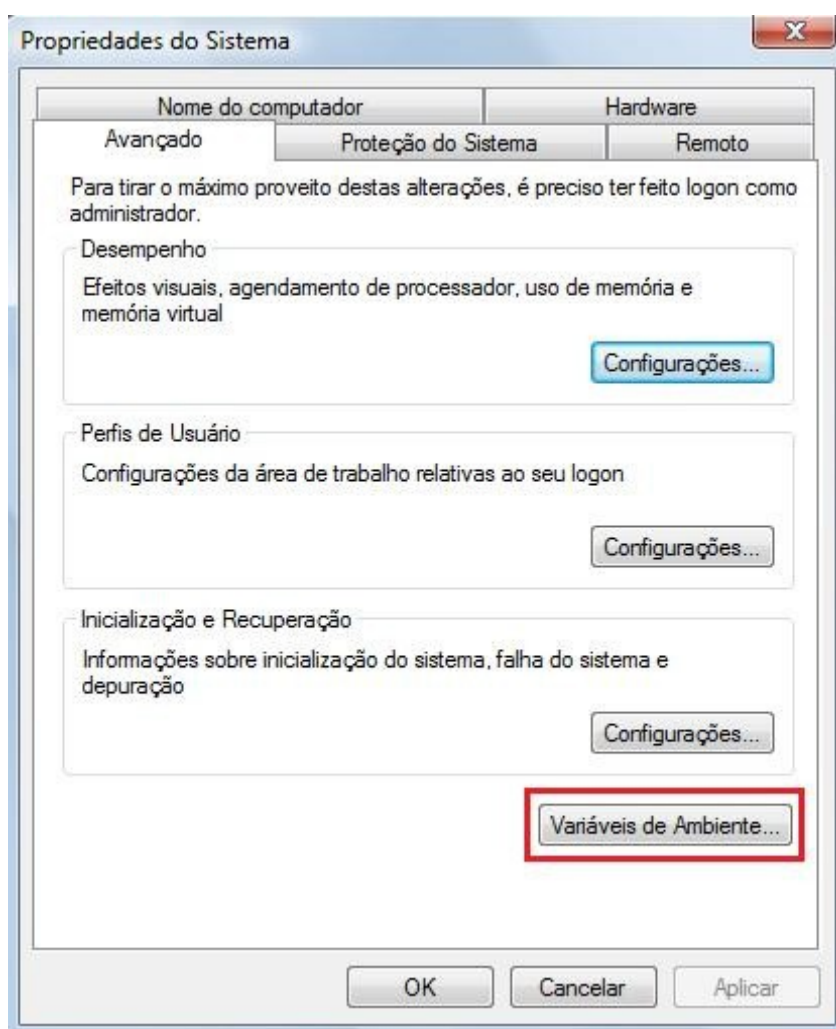 Propriedades do Sistema
Nome do computador
Hardware
Avançado
Proteção do Sistema
Remoto
Para tirar o máximo proveito destas alterações, é preciso ter feito logon como
administrador.
Desempenho
Efeitos visuais, agendamento de processador, uso de memória e
memória virtual
Configurações...
Perfis de Usuário
Configurações da área de trabalho relativas ao seu logon
Configurações...
Inicialização e Recuperação
Informações sobre inicialização do sistema, falha do sistema e
depuração
Configurações...
Variáveis de Ambiente...
OK
Cancelar
Aplicar